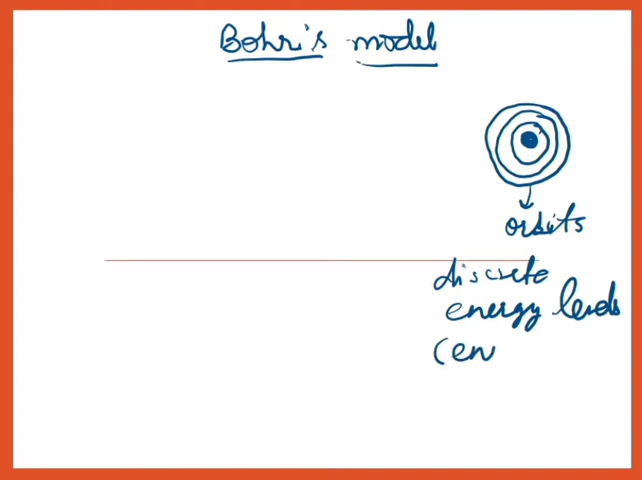 Bohr's model
orbits
discrete
energy levels
(en